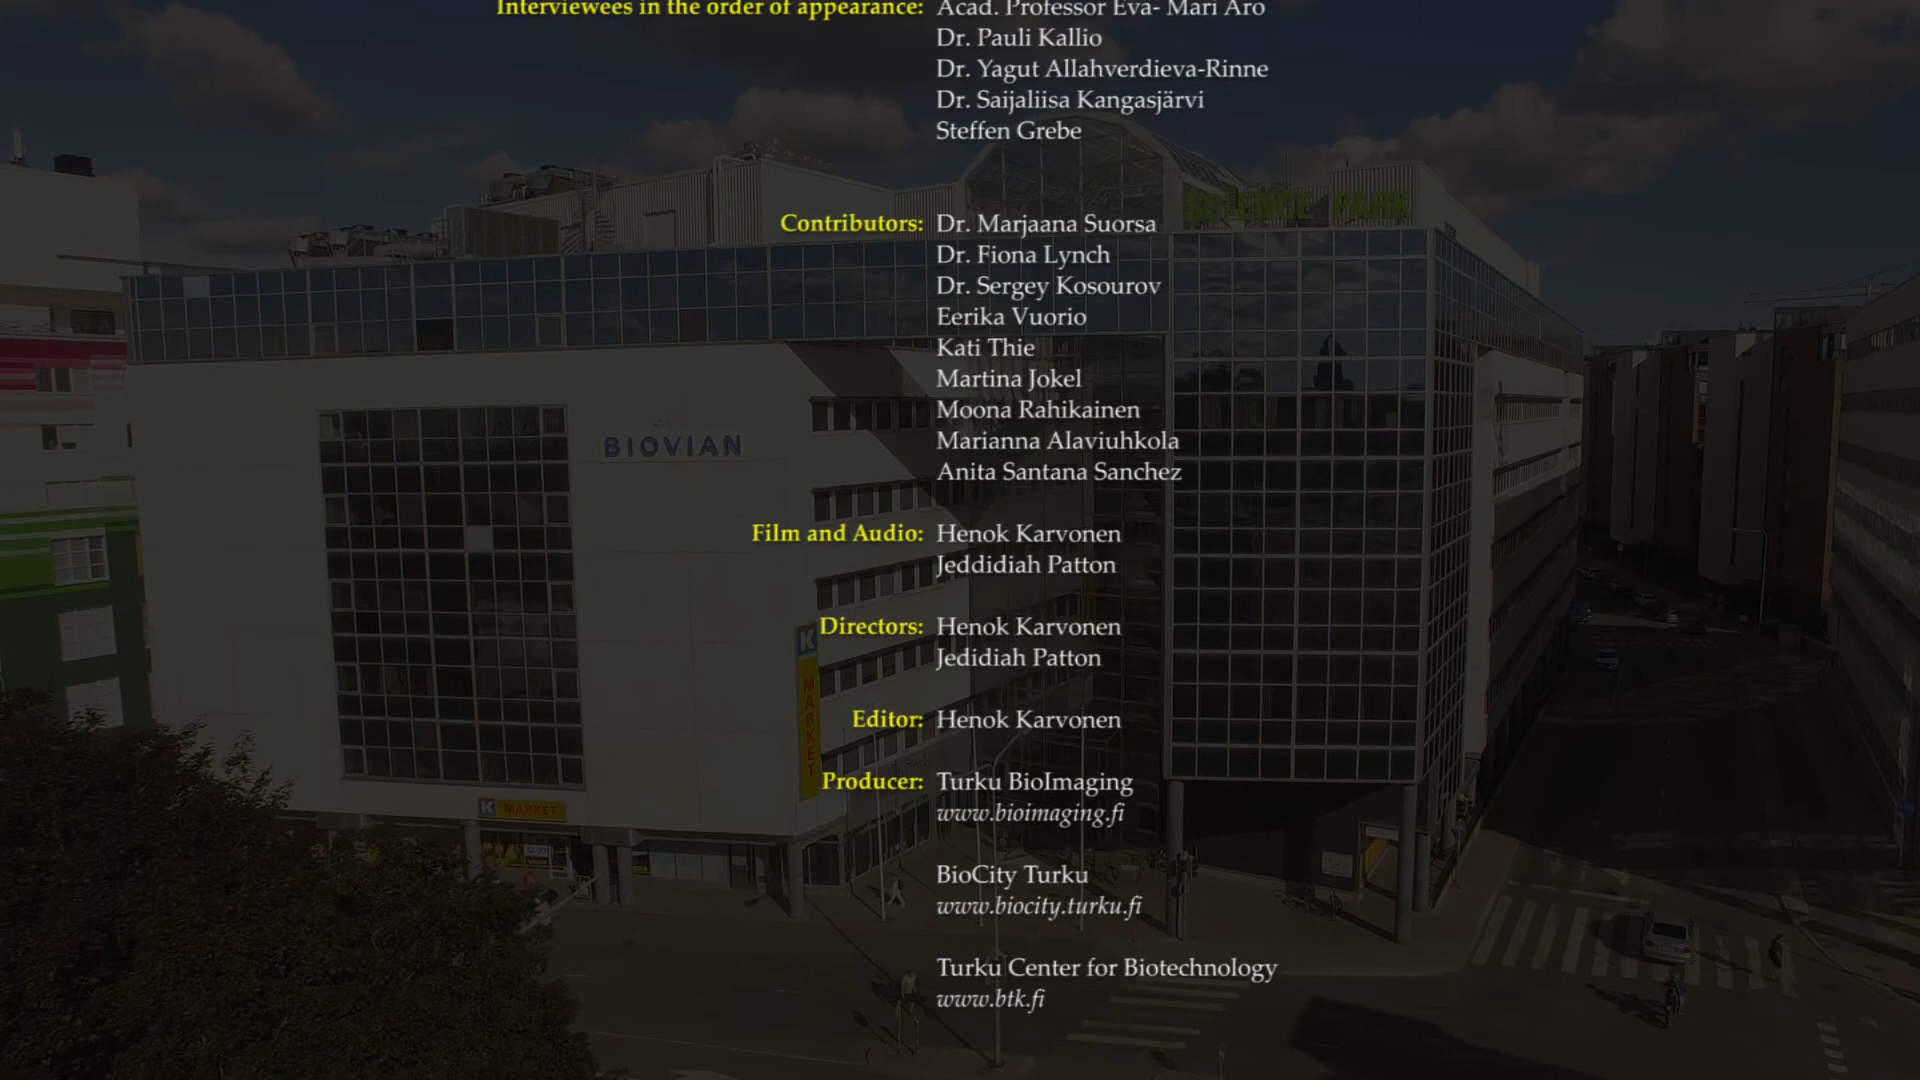 Interviewees in the order of appearance: Acad. Professor Eva- Mari Aro
Dr. Pauli Kallio
Dr. Yagut Allahverdieva-Rinne
Dr. Saijaliisa Kangasjärvi
Steffen Grebe
SCIENCE PARK
Contributors: Dr. Marjaana Suorsa
Dr. Fiona Lynch
Dr. Sergey Kosourov
Eerika Vuorio
Kati Thie
Martina Jokel
Moona Rahikainen
BIOVIAN
Marianna Alaviuhkola
Anita Santana Sanchez
Film and Audio: Henok Karvonen
Jeddidiah Patton
Directors: Henok Karvonen
Jedidiah Patton
K MARKET
Editor: Henok Karvonen
Producer: Turku BioImaging
www.bioimaging.fi
K MARKET
BioCity Turku
www.biocity.turku.fi
Turku Center for Biotechnology
www.btk.fi